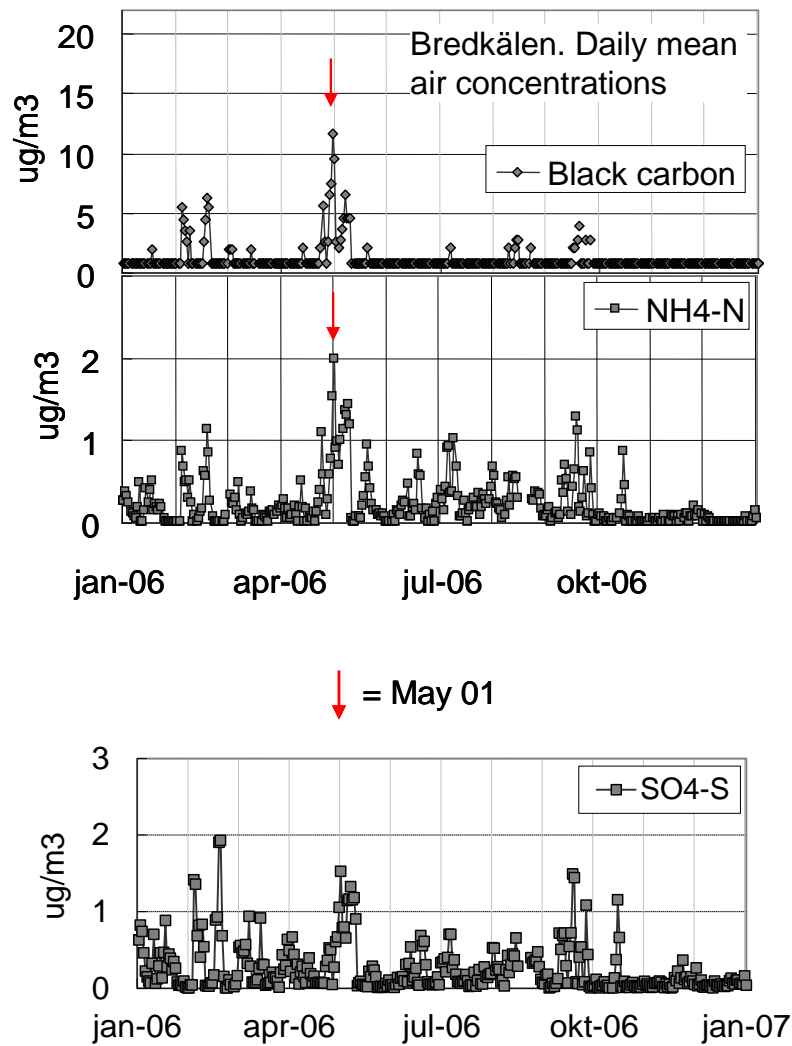 Bredkälen. Daily mean
air concentrations
20
15
10
5
0
ug/m3
Black carbon
2
1
0
ug/m3
NH4-N
jan-06 apr-06 jul-06 okt-06
= May 01
3
2
1
0
ug/m3
SO4-S
jan-06 apr-06 jul-06 okt-06 jan-07